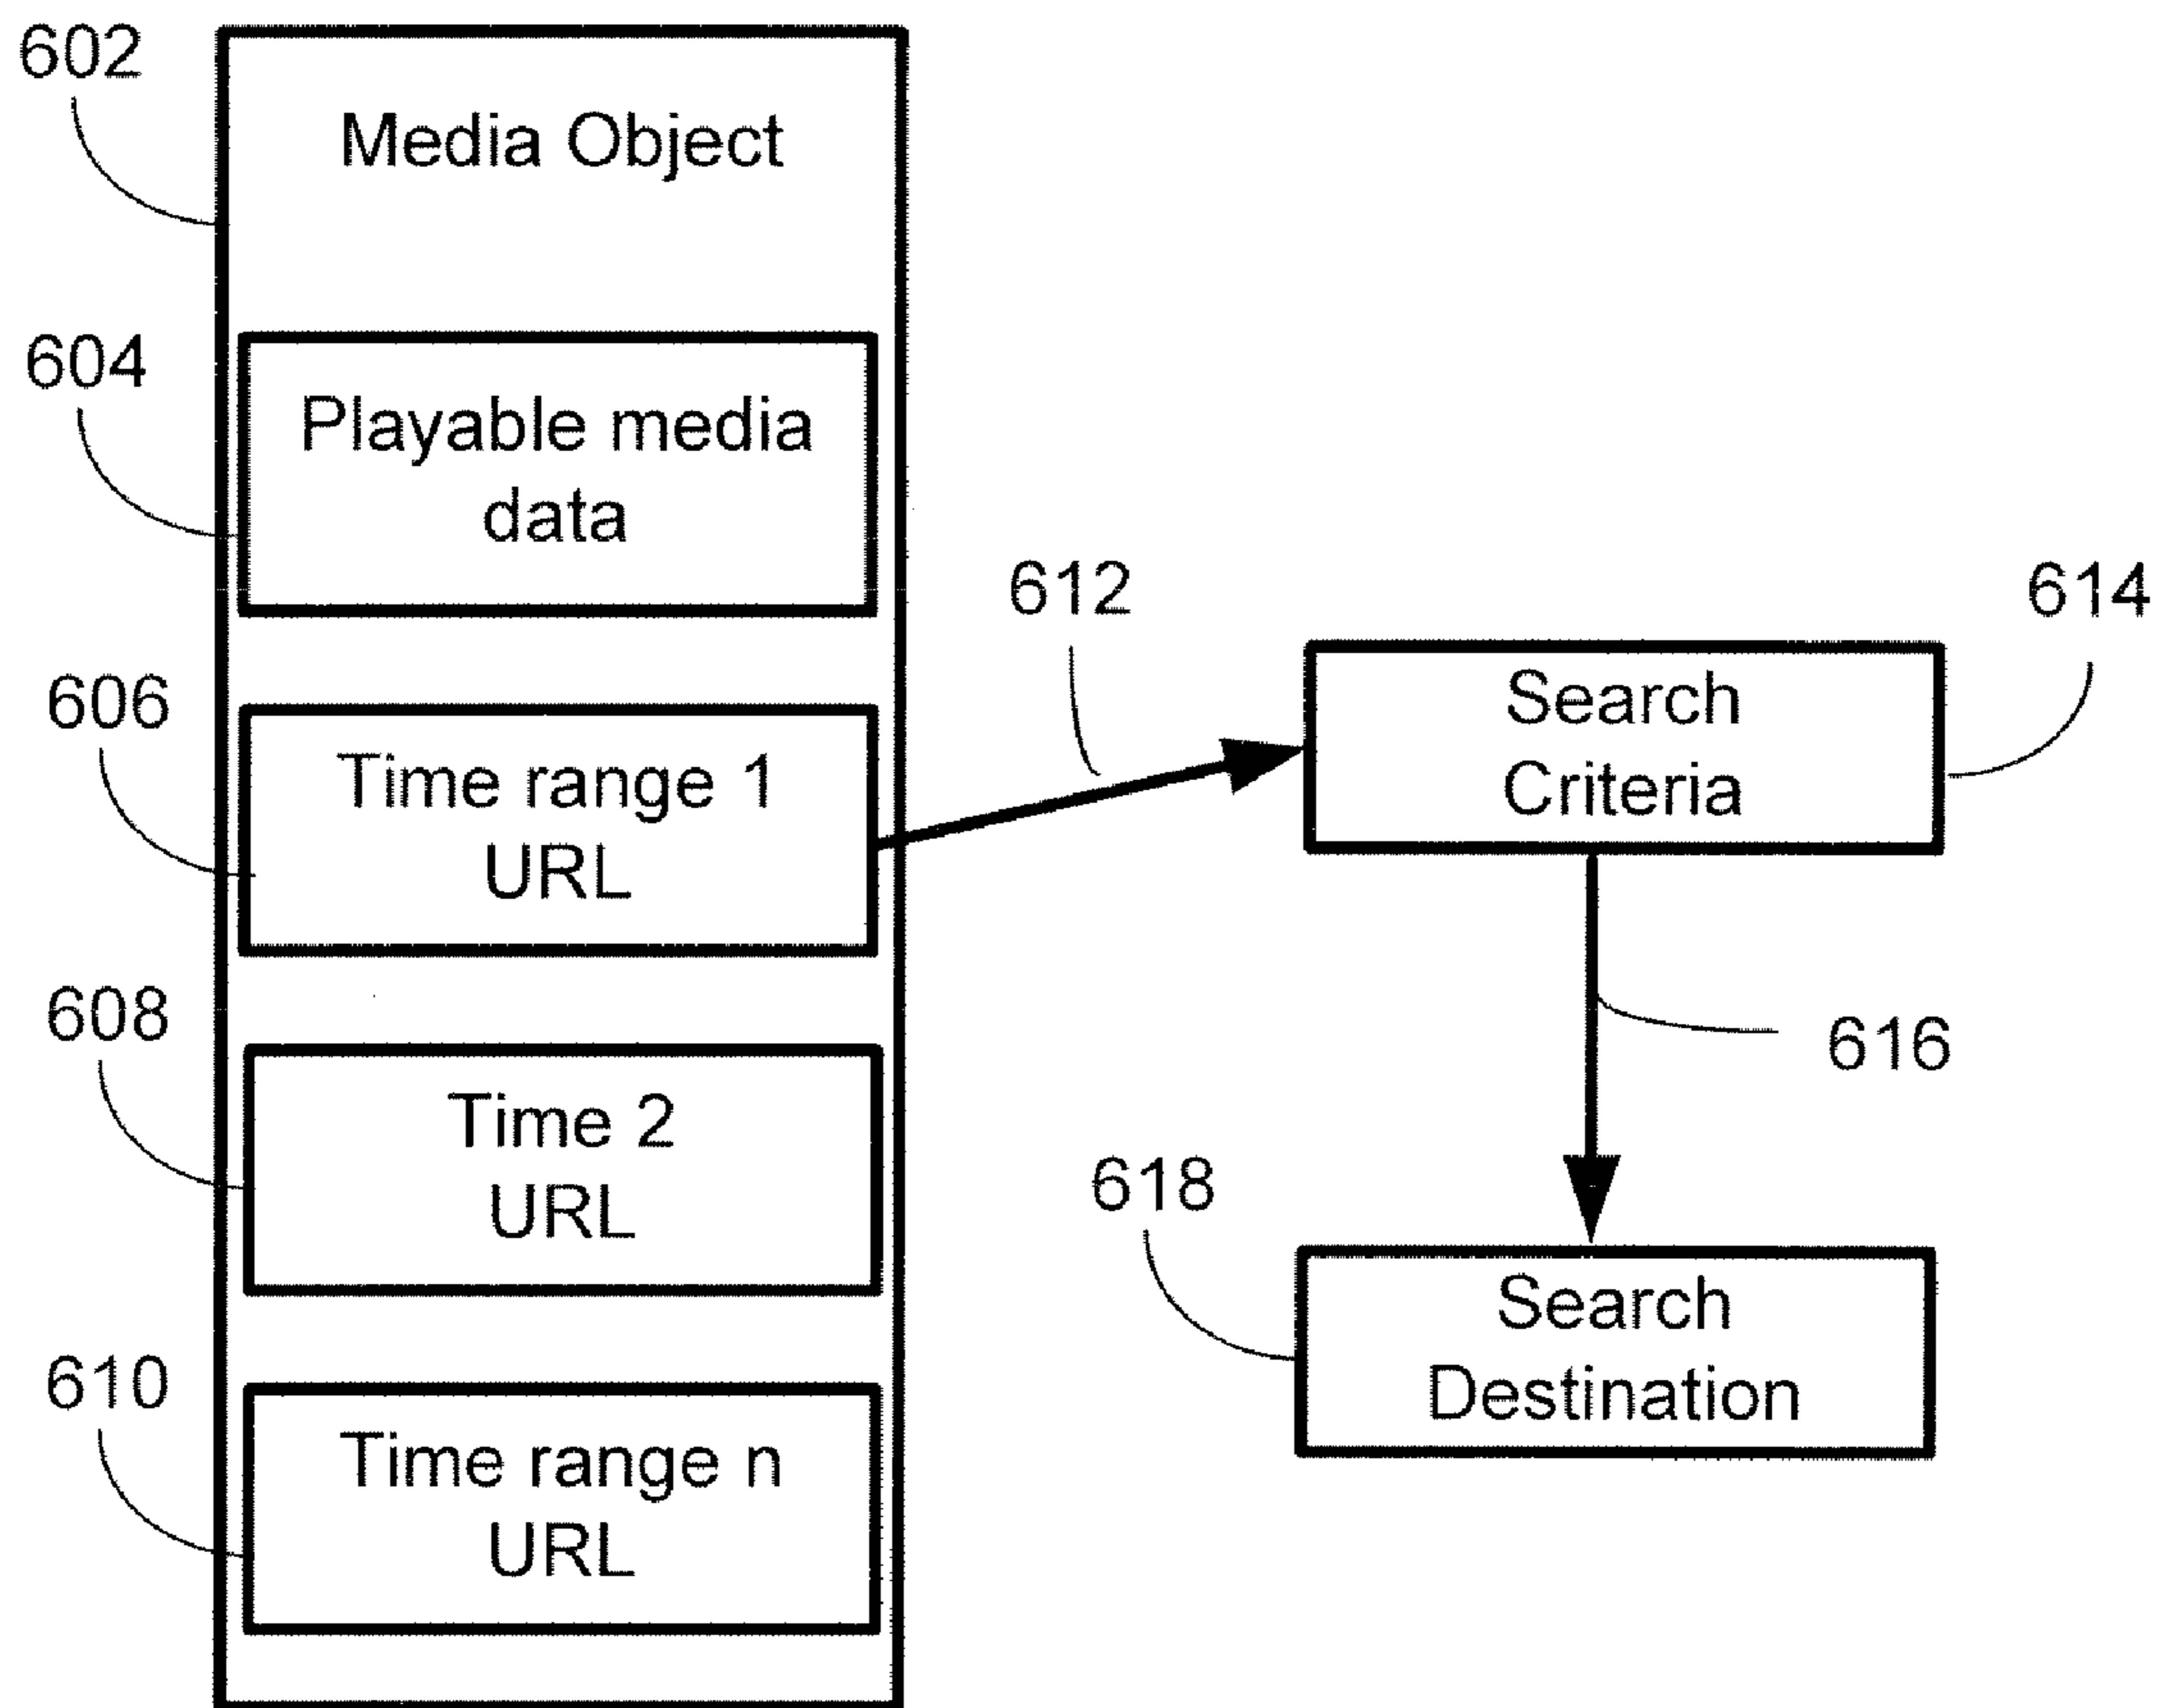 602
Media Object
604
Playable media
data
612
614
Search
Criteria
606
Time range 1
URL
608
Time 2
URL
616
618
Search
Destination
610
Time range n
URL